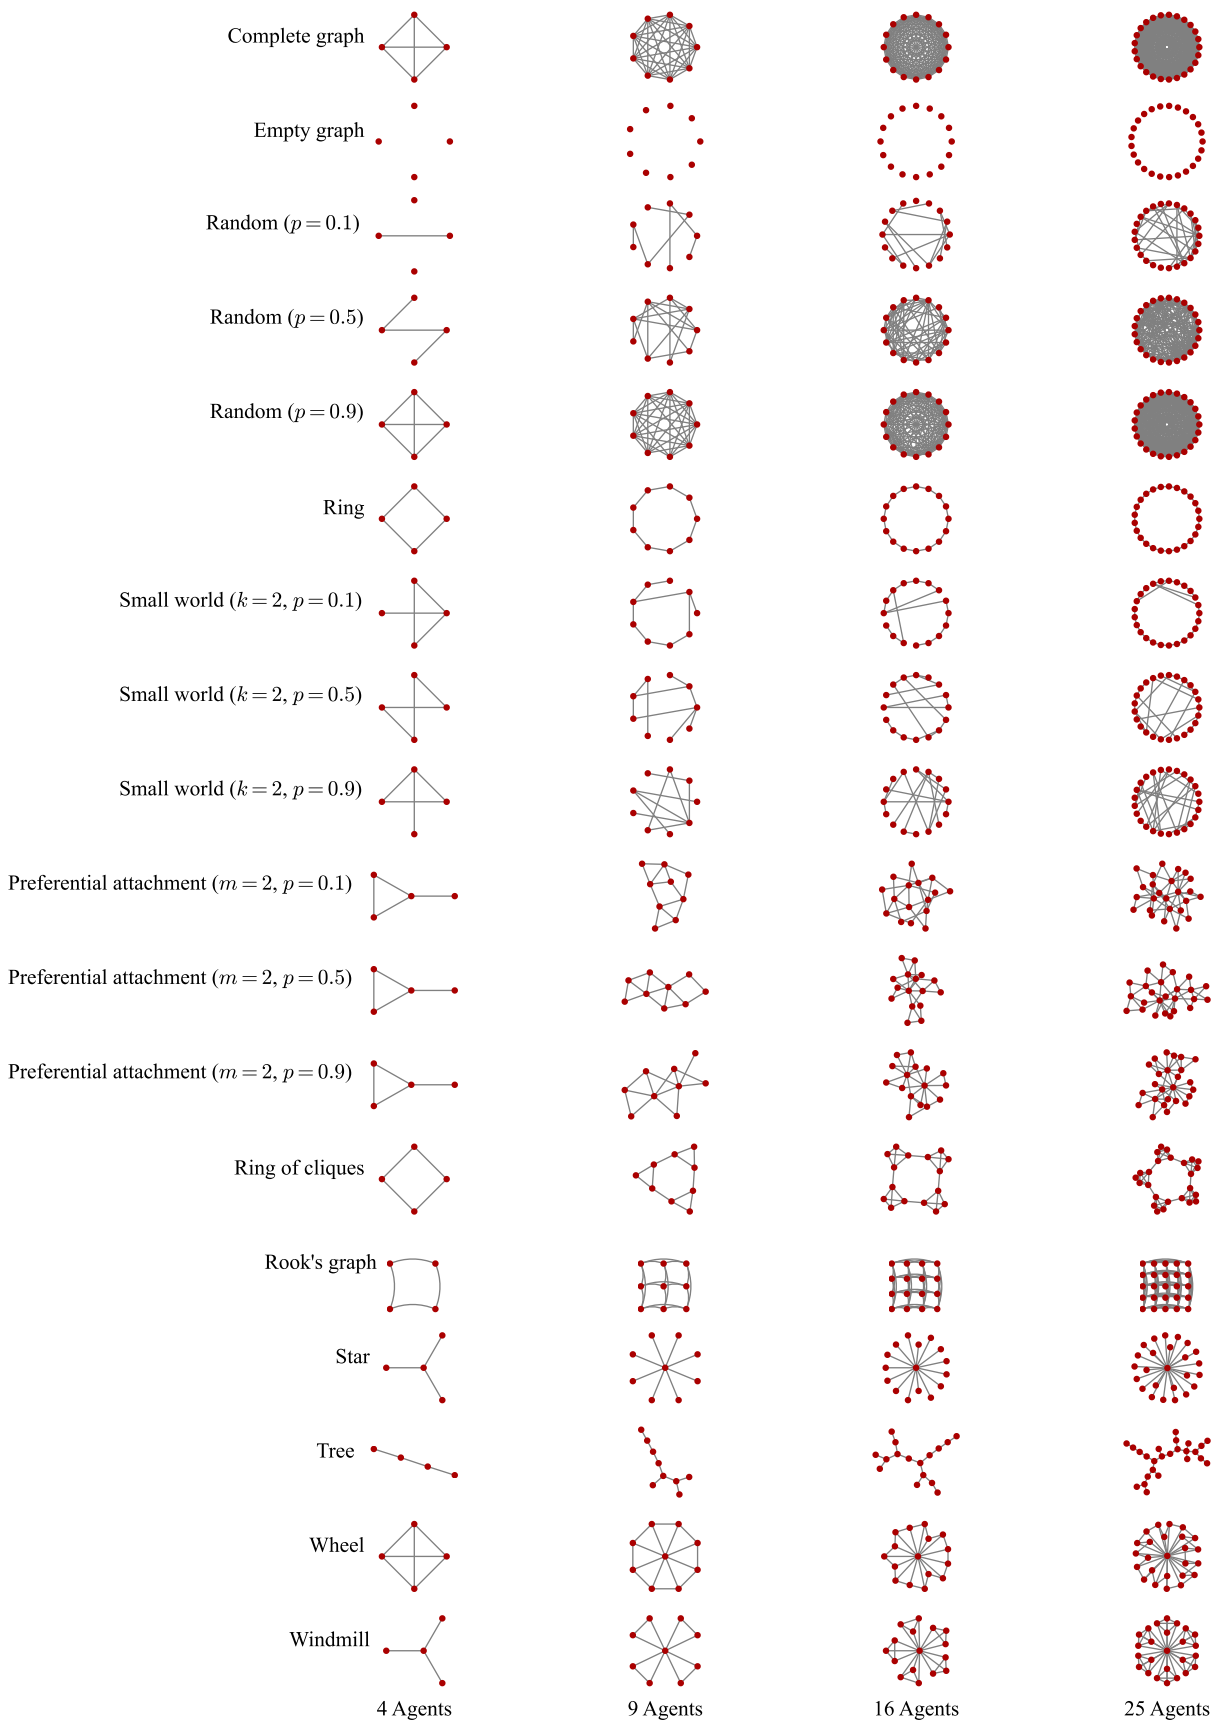 Complete graph
Empty graph
Random (p = 0.1)
Random (p = 0.5)
Random (p = 0.9)
Ring
Small world (k = 2, p = 0.1)
Small world (k = 2, p = 0.5)
Small world (k = 2, p = 0.9)
Preferential attachment (m = 2, p = 0.1)
Preferential attachment (m = 2, p = 0.5)
Preferential attachment (m = 2, p = 0.9)
Ring of cliques
Rook's graph
Star
Tree
Wheel
Windmill
4 Agents 9 Agents 16 Agents 25 Agents